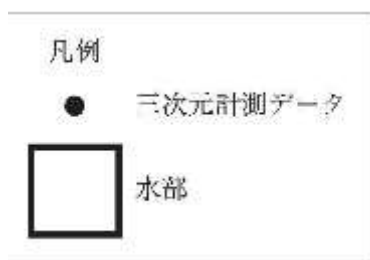 凡例
三次元計測データ
水部